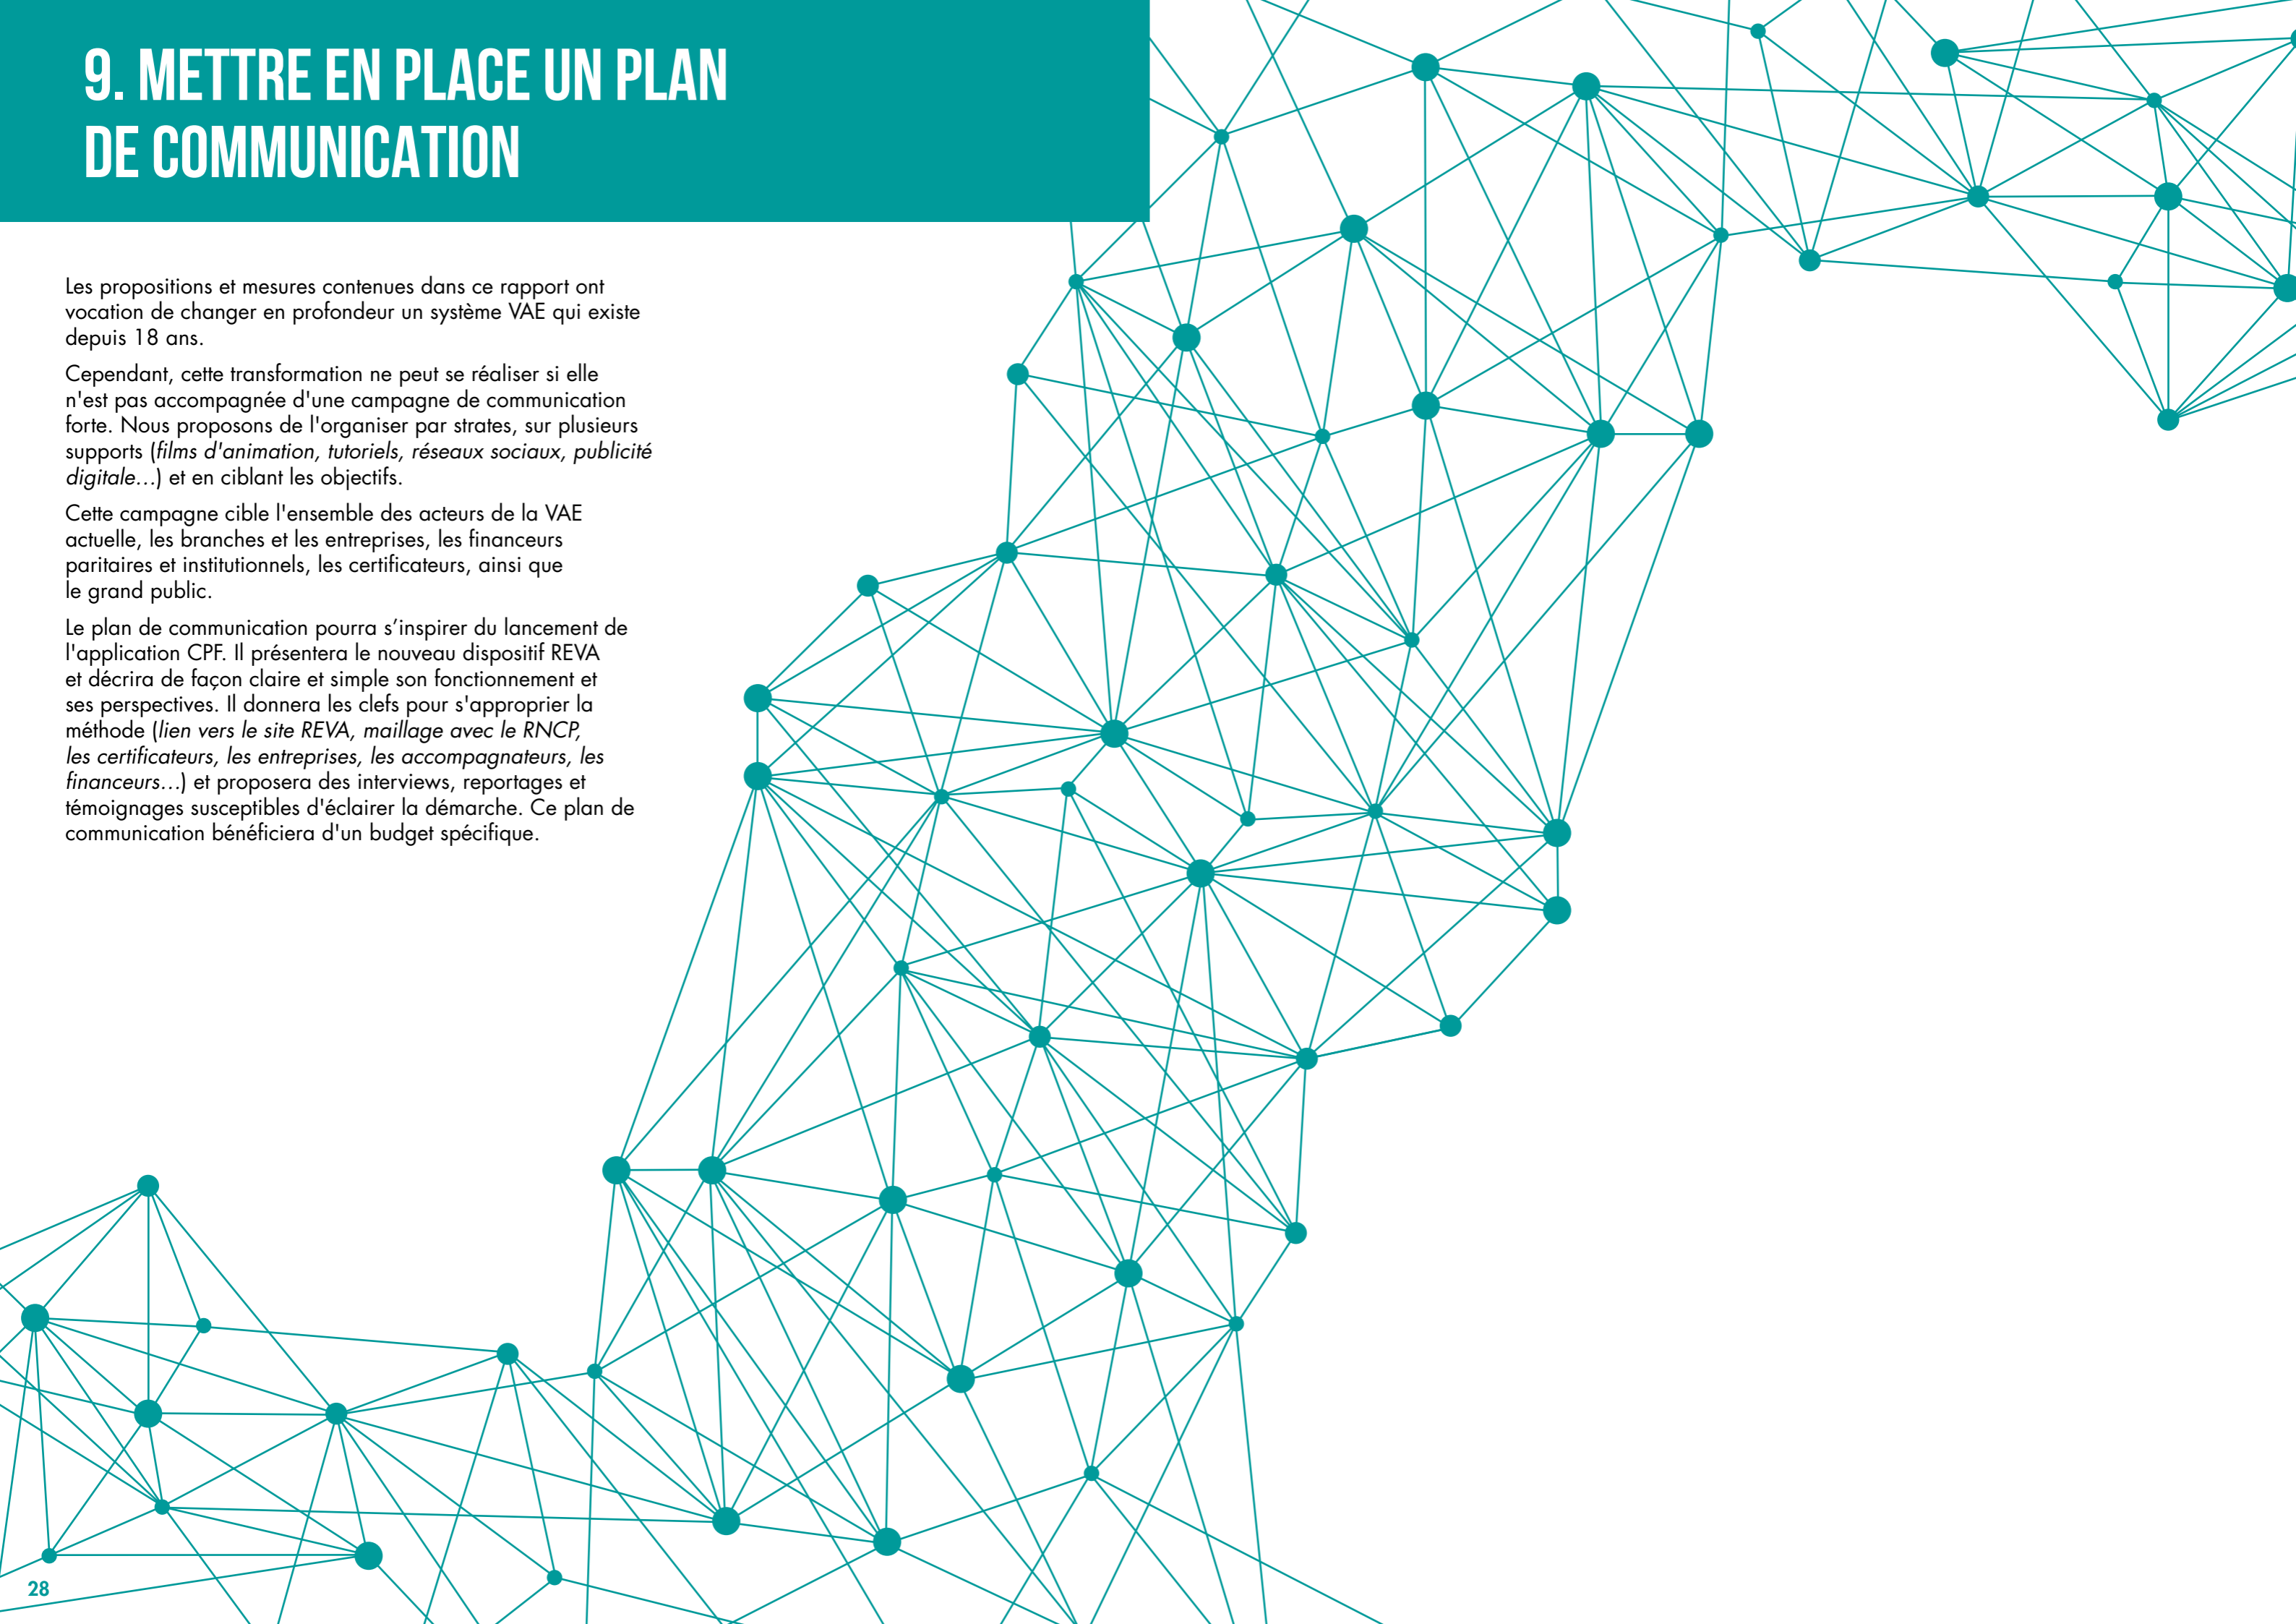 9. METTRE EN PLACE UN PLAN
DE COMMUNICATION
Les propositions et mesures contenues dans ce rapport ont
vocation de changer en profondeur un système VAE qui existe
depuis 18 ans.
Cependant, cette transformation ne peut se réaliser si elle
n'est pas accompagnée d'une campagne de communication
forte. Nous proposons de l'organiser par strates, sur plusieurs
supports (films d'animation, tutoriels, réseaux sociaux, publicité
digitale…) et en ciblant les objectifs.
Cette campagne cible l'ensemble des acteurs de la VAE
actuelle, les branches et les entreprises, les financeurs
paritaires et institutionnels, les certificateurs, ainsi que
le grand public.
Le plan de communication pourra s’inspirer du lancement de
l'application CPF. Il présentera le nouveau dispositif REVA
et décrira de façon claire et simple son fonctionnement et
ses perspectives. Il donnera les clefs pour s'approprier la
méthode (lien vers le site REVA, maillage avec le RNCP,
les certificateurs, les entreprises, les accompagnateurs, les
financeurs…) et proposera des interviews, reportages et
témoignages susceptibles d'éclairer la démarche. Ce plan de
communication bénéficiera d'un budget spécifique.
28